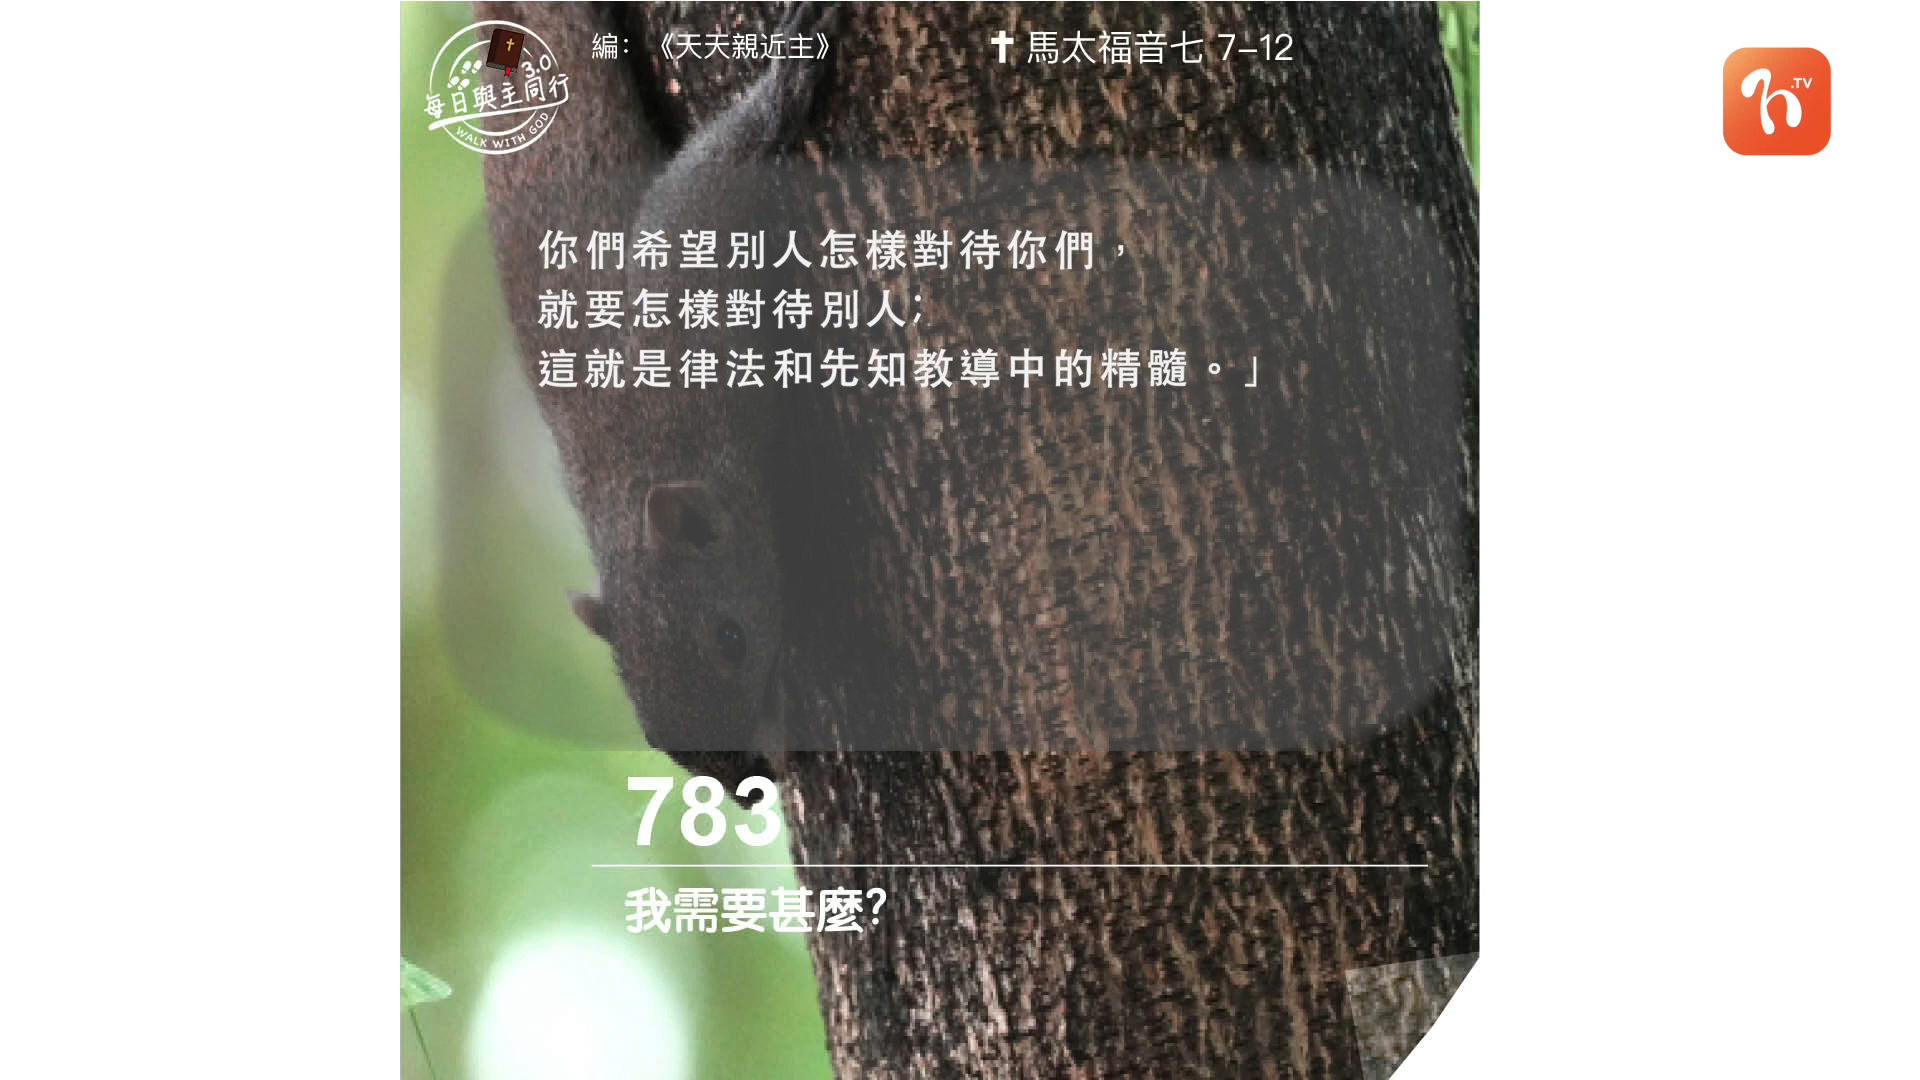 編：《天天親近主》
✝ 馬太福音七 7-12
3.0
每日與主同行
WALK WITH GOD
h.TV
你們希望別人怎樣對待你們，
就要怎樣對待別人；
這就是律法和先知教導中的精髓。」
783
我需要甚麼?